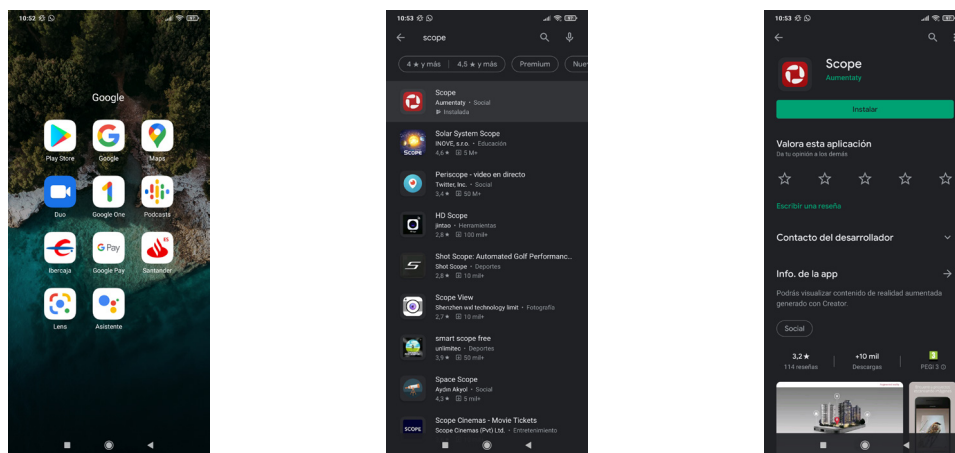 10:52
Google
Play Store
Google
Maps
Duo
Google One
Podcasts
G Pay
Ibercaja
Google Pay
Santander
Lens
Asistente
10:53
scope
4 ★ y más
4,5 ★ y más
Premium
Nue
Scope
Aumentaty • Social
Instalada
Solar System Scope
INOVE, s.r.o. • Educación
4,6 ★ 5 M+
Periscope - vídeo en directo
Twitter, Inc. • Social
3,4 ★ 50 M+
HD Scope
jintao • Herramientas
2,8 ★ 100 mil+
Shot Scope: Automated Golf Performanc...
Shot Scope • Deportes
2,8 ★ 10 mil+
Scope View
Shenzhen wxl technology limit • Fotografía
2,7 ★ 10 mil+
smart scope free
unlimitec • Deportes
3,9 ★ 50 mil+
Space Scope
Aydın Akyol • Social
4,3 ★ 5 mil+
SCOPE
Scope Cinemas - Movie Tickets
Scope Cinemas (Pvt) Ltd. • Entretenimiento
10:53
Scope
Aumentaty
Instalar
Valora esta aplicación
De tu opinión a los demás
Escribir una reseña
Contacto del desarrollador
Info. de la app
Podrás visualizar contenido de realidad aumentada
generado con Creator.
Social
3,2 ★
114 reseñas
+10 mil
Descargas
3
PEGI 3